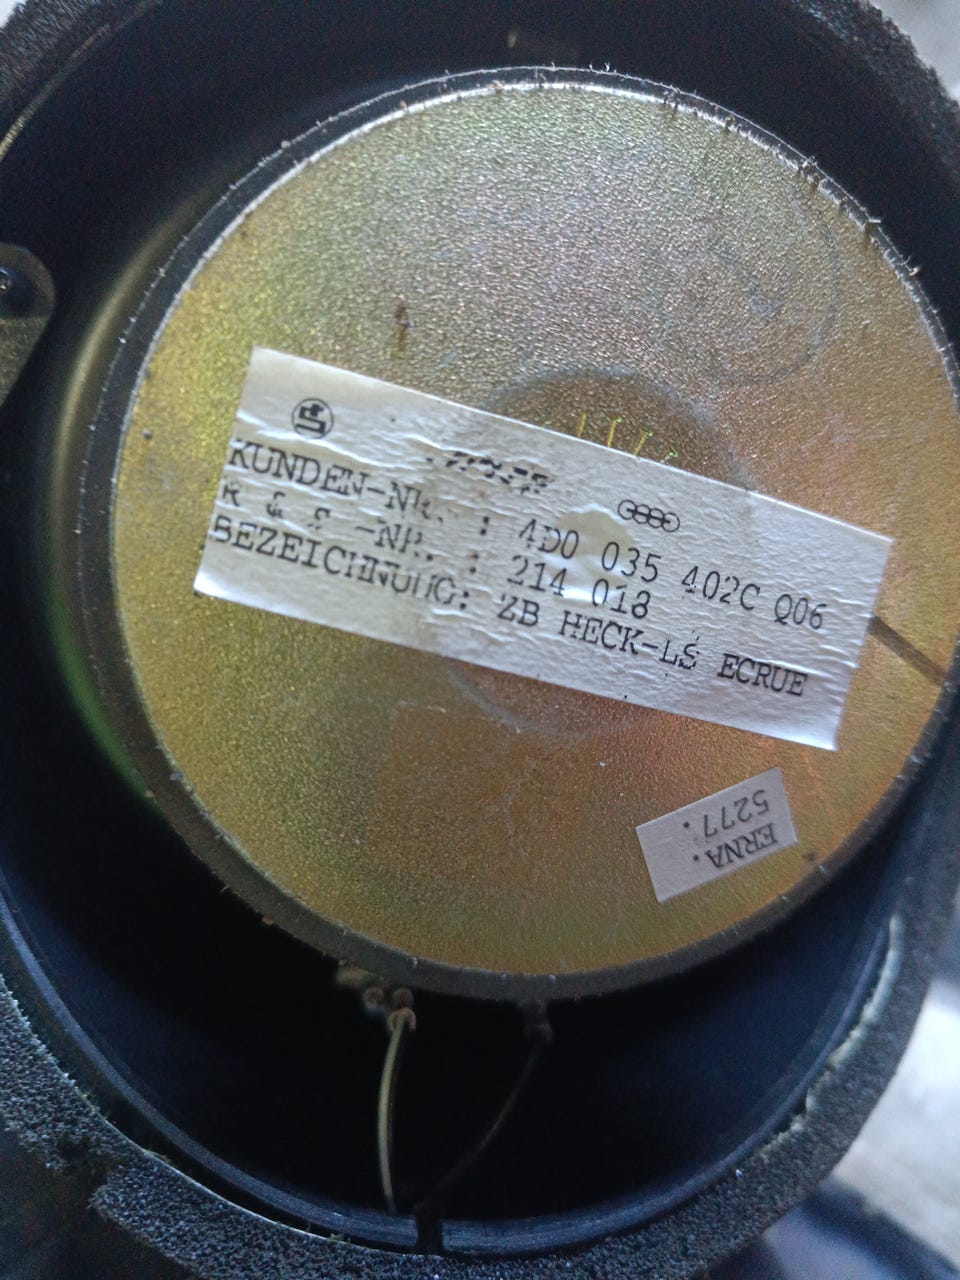 KUNDEN-NR. : 4D0 035 402C Q06
R & S -NR. : 214 018
BEZEICHNUNG: ZB HECK-LS ECRUE
ERNA.
5277.